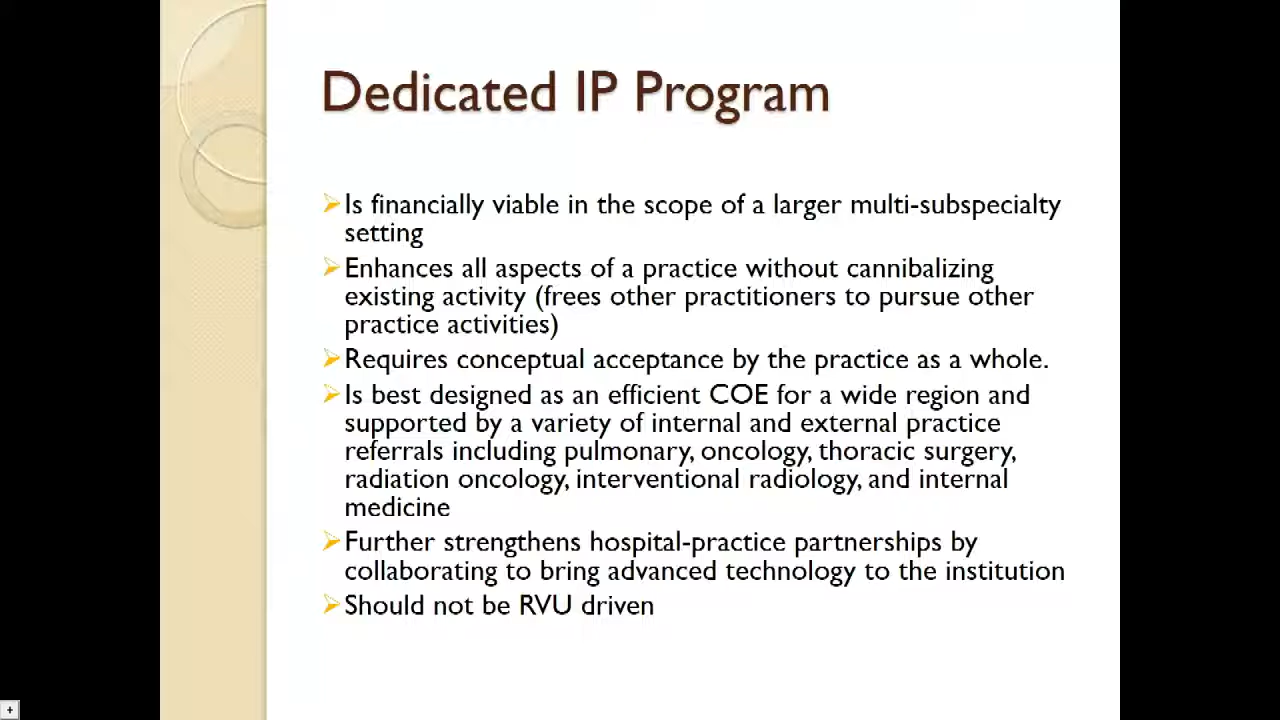 Dedicated IP Program
➢Is financially viable in the scope of a larger multi-subspecialty
setting
➢Enhances all aspects of a practice without cannibalizing
existing activity (frees other practitioners to pursue other
practice activities)
➢Requires conceptual acceptance by the practice as a whole.
➢Is best designed as an efficient COE for a wide region and
supported by a variety of internal and external practice
referrals including pulmonary, oncology, thoracic surgery,
radiation oncology, interventional radiology, and internal
medicine
➢Further strengthens hospital-practice partnerships by
collaborating to bring advanced technology to the institution
➢Should not be RVU driven
+